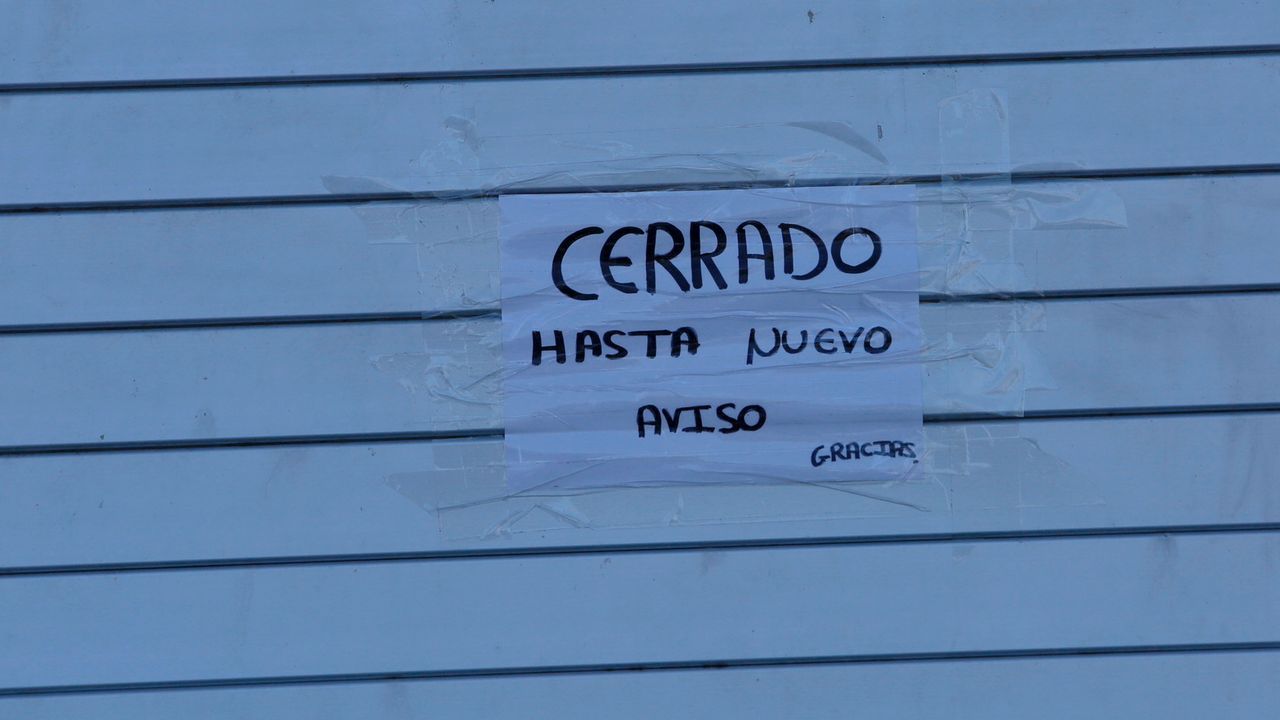 CERRADO
HASTA NUEVO
AVISO
GRACIAS.